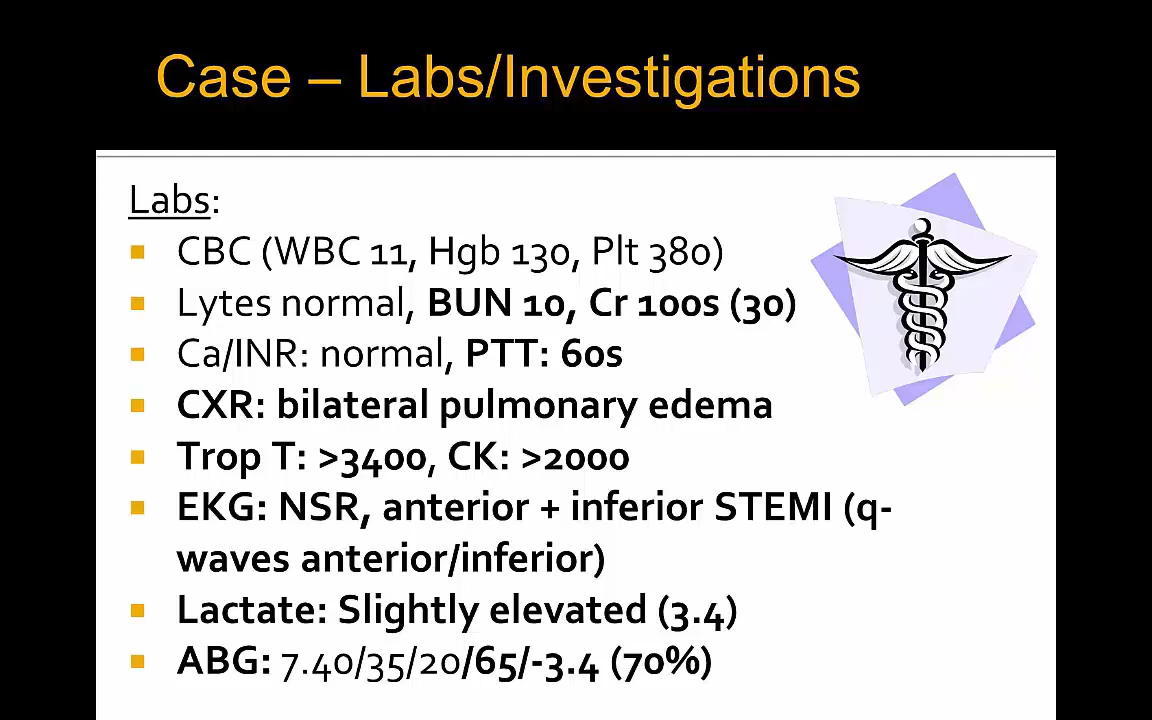 Case – Labs/Investigations
Labs:
CBC (WBC 11, Hgb 130, Plt 380)
Lytes normal, BUN 10, Cr 100s (30)
Ca/INR: normal, PTT: 60s
CXR: bilateral pulmonary edema
Trop T: >3400, CK: >2000
EKG: NSR, anterior + inferior STEMI (q-
waves anterior/inferior)
Lactate: Slightly elevated (3.4)
ABG: 7.40/35/20/65/-3.4 (70%)